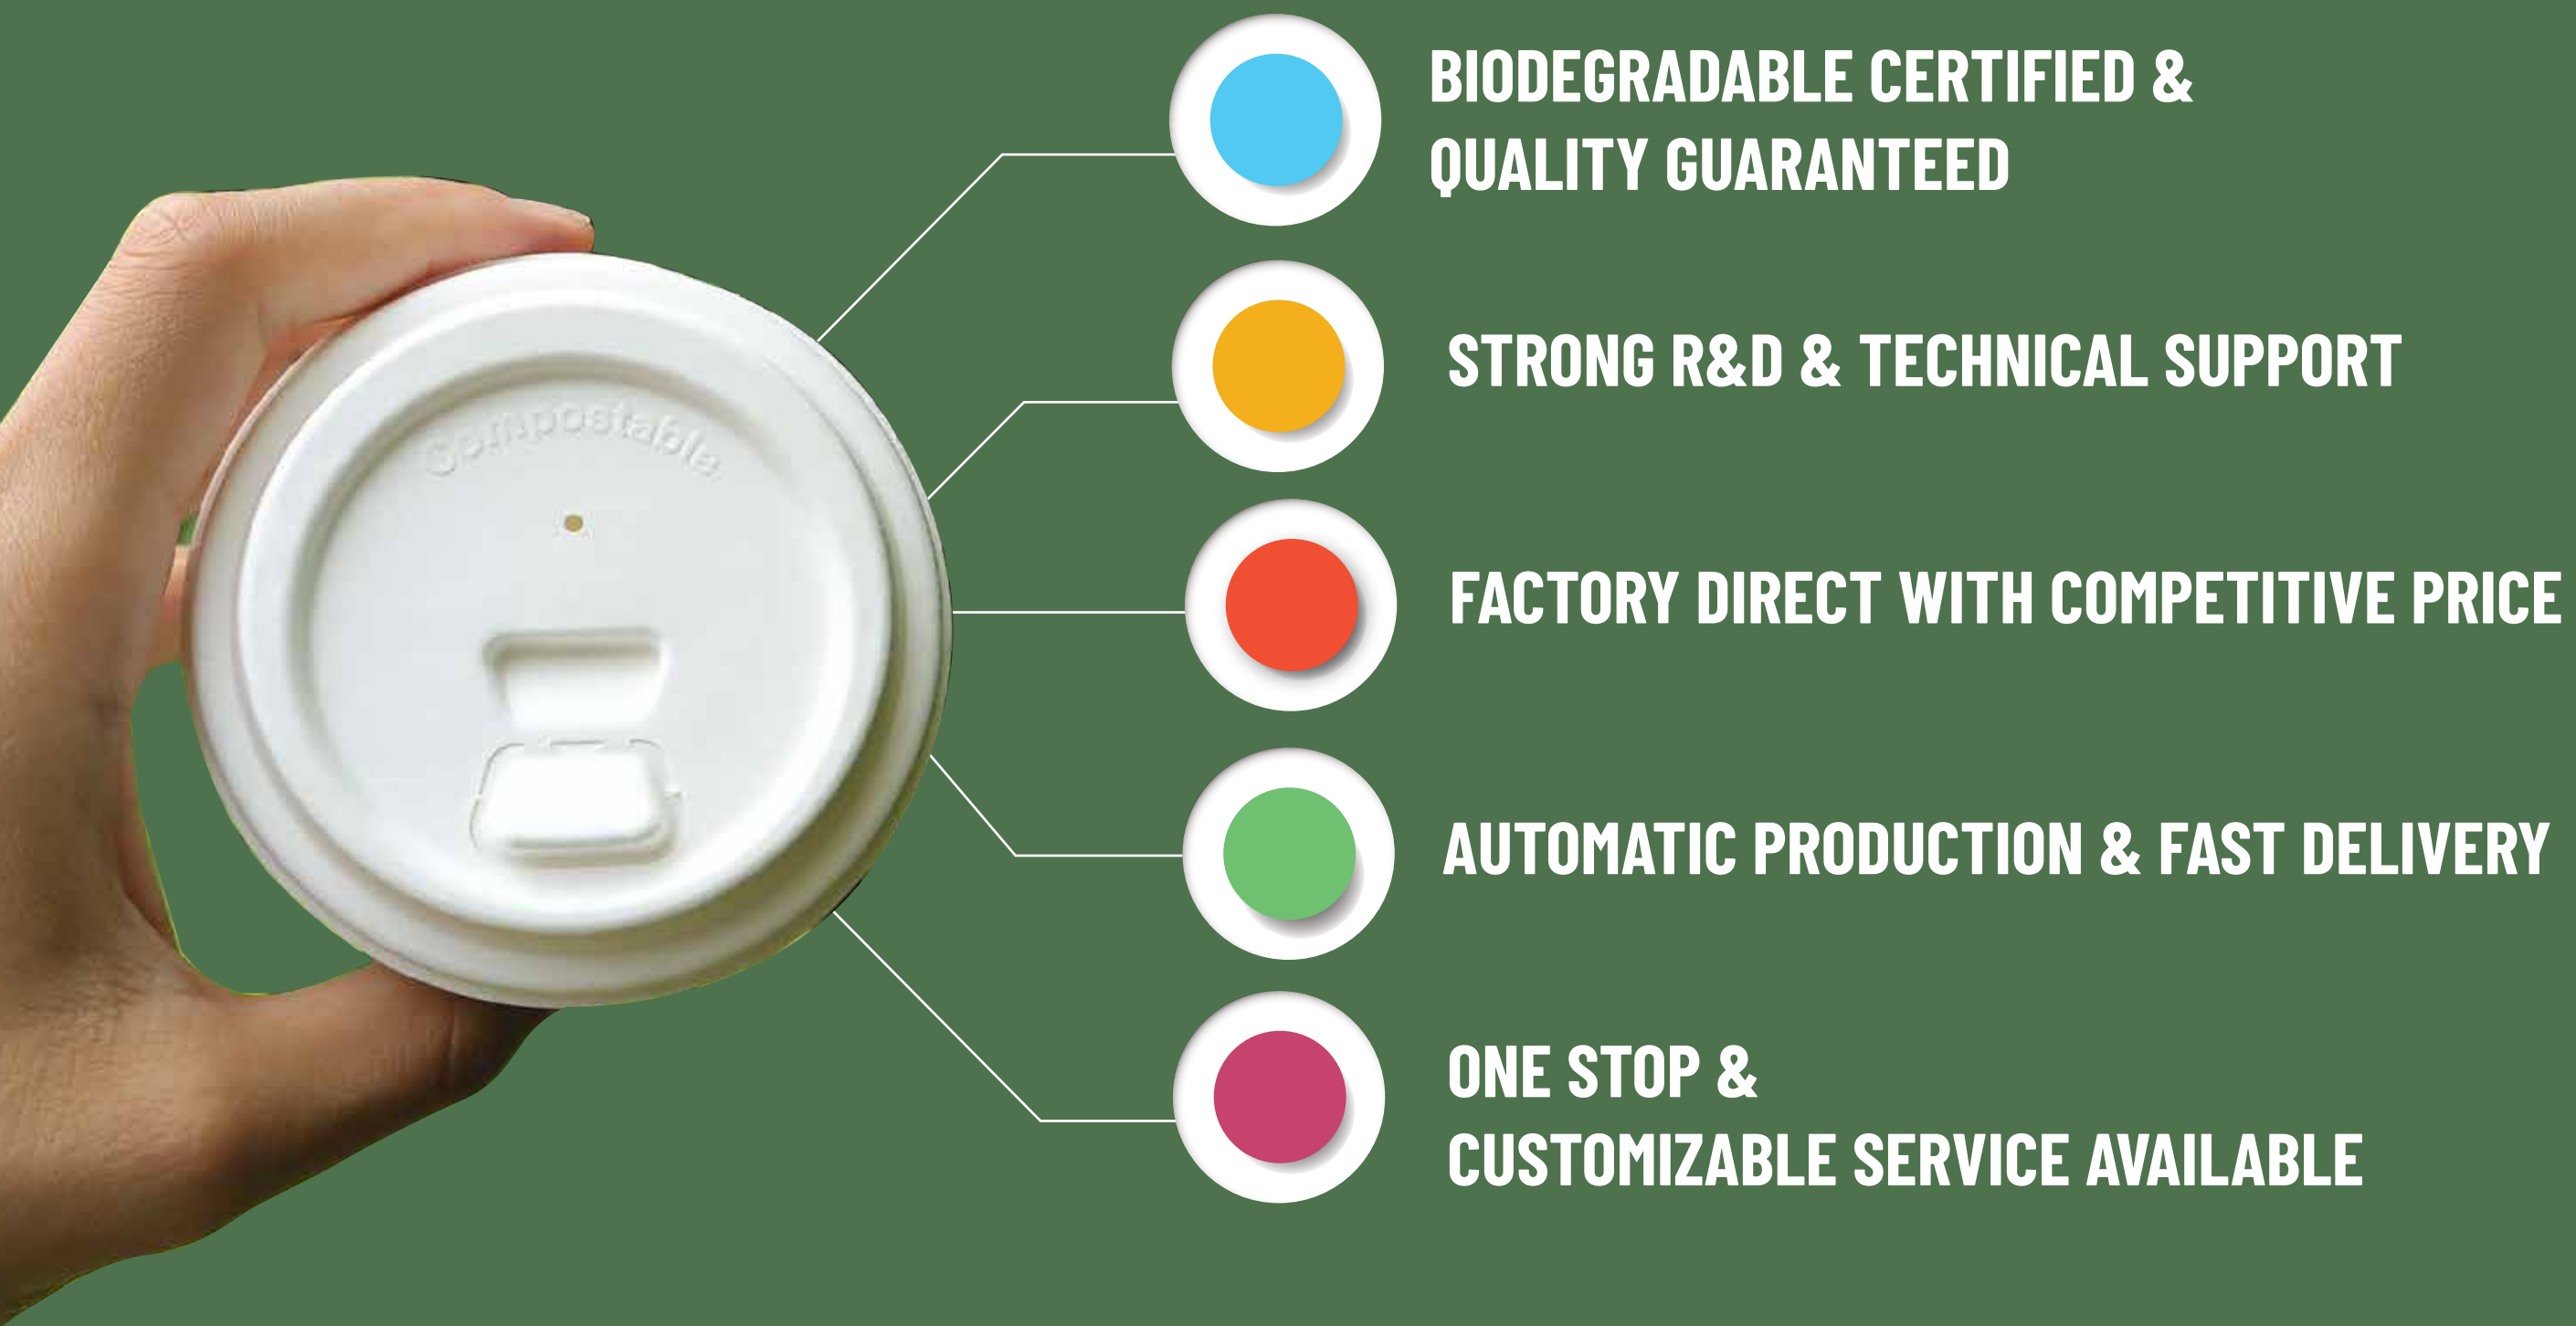 Compostable
BIODEGRADABLE CERTIFIED &
QUALITY GUARANTEED
STRONG R&D & TECHNICAL SUPPORT
FACTORY DIRECT WITH COMPETITIVE PRICE
AUTOMATIC PRODUCTION & FAST DELIVERY
ONE STOP &
CUSTOMIZABLE SERVICE AVAILABLE